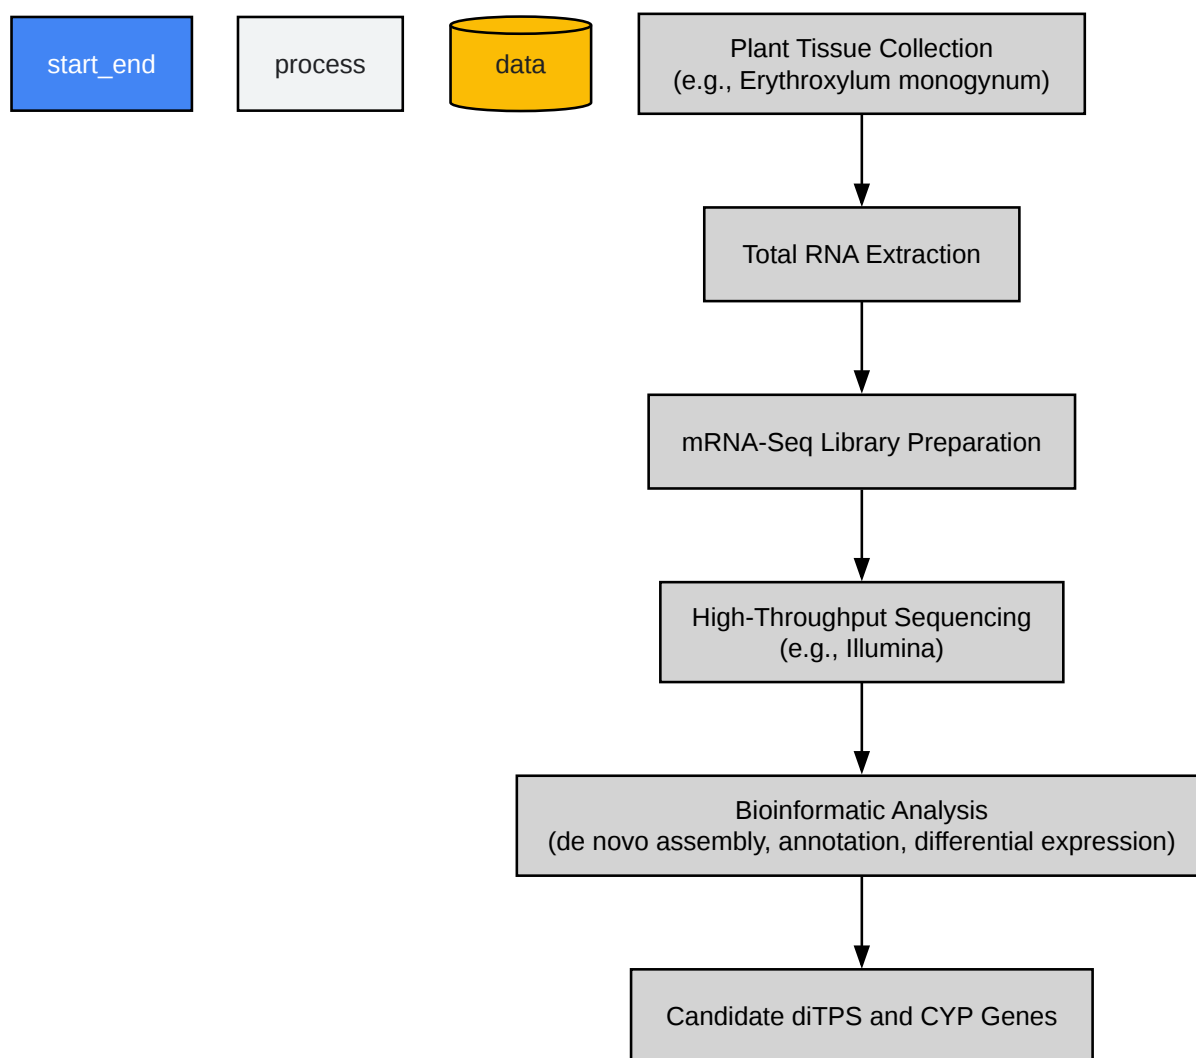 start_end
process
data
Plant Tissue Collection
(e.g., Erythroxylum monogynum)
Total RNA Extraction
mRNA-Seq Library Preparation
High-Throughput Sequencing
(e.g., Illumina)
Bioinformatic Analysis
(de novo assembly, annotation, differential expression)
Candidate diTPS and CYP Genes